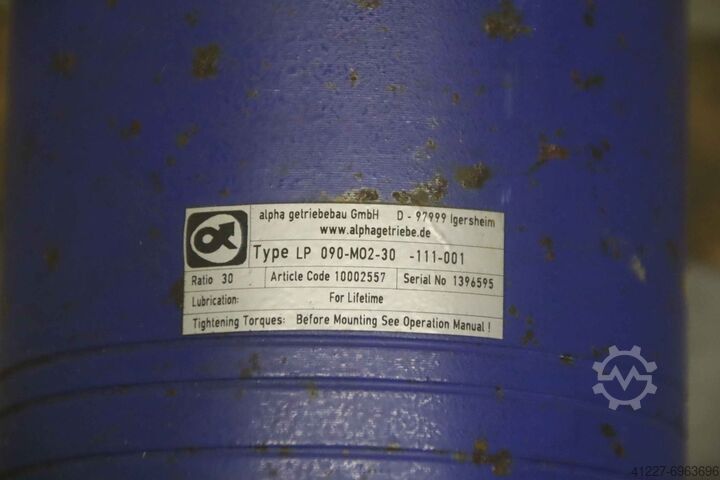 alpha getriebebau GmbH D - 97999 Igersheim
www.alphagetriebe.de
Type LP 090-MO2-30 -111-001
Ratio 30 Article Code 10002557 Serial No 1396595
Lubrication: For Lifetime
Tightening Torques: Before Mounting See Operation Manual !
41227-6963696